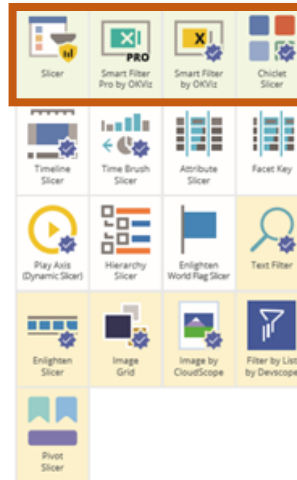 Slicer
PRO
Smart Filter
Pro by OKViz
Smart Filter
by OKViz
Chiclet
Slicer
Timeline
Slicer
Time Brush
Slicer
Attribute
Slicer
Facet Key
Play Axis
(Dynamic Slicer)
Hierarchy
Slicer
Enlighten
World Flag Slicer
Text Filter
Enlighten
Slicer
Image
Grid
Image by
CloudScope
Filter by List
by Devscope
Pivot
Slicer